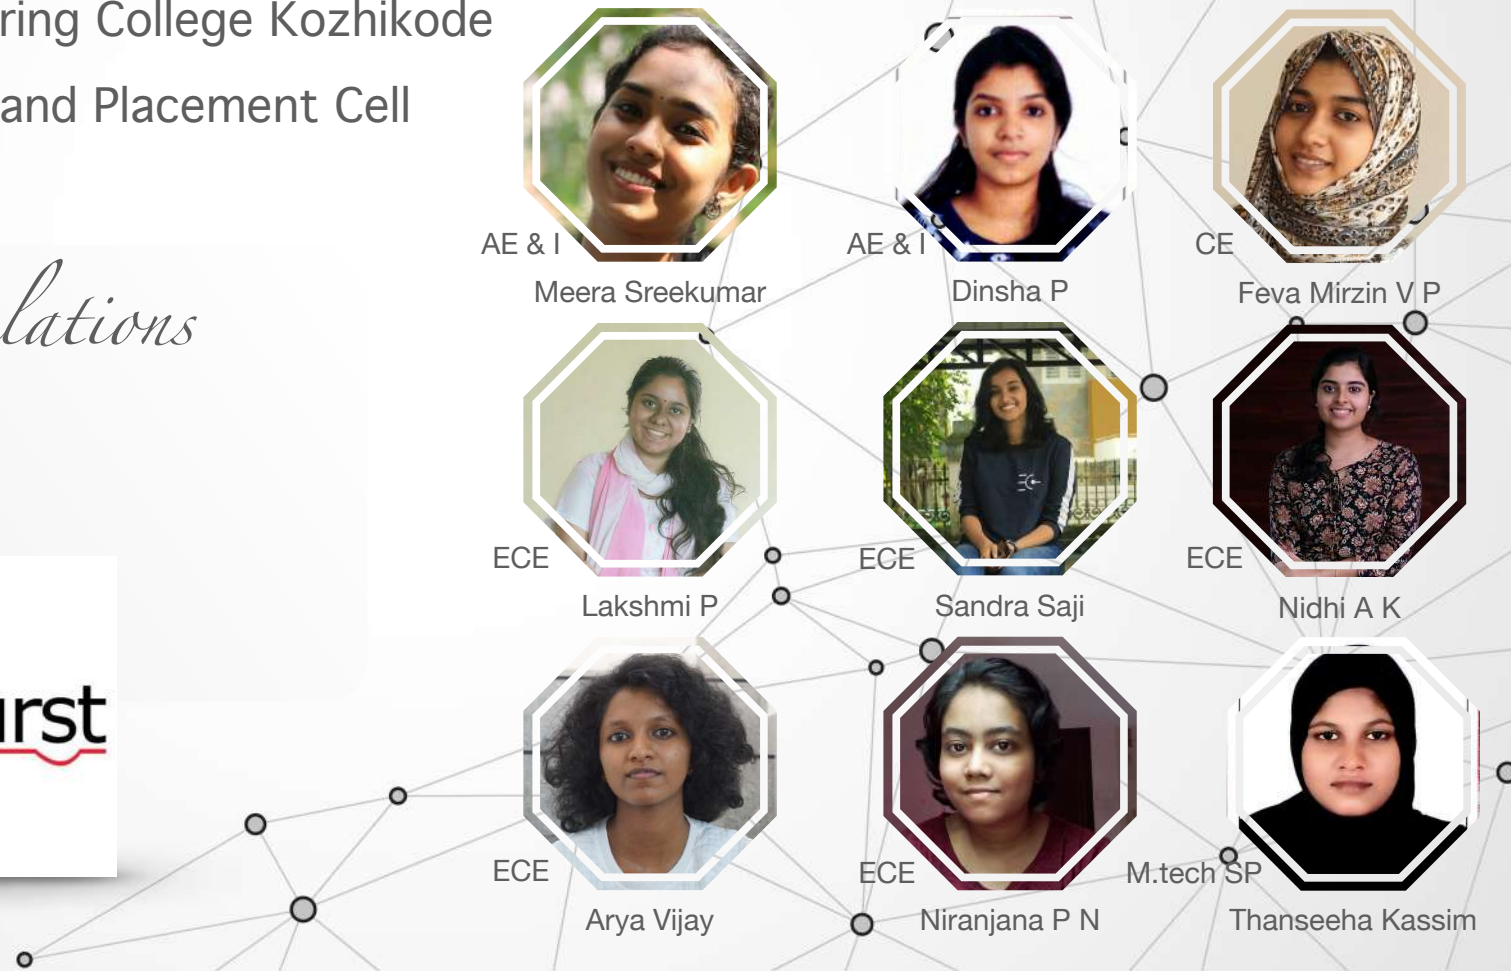 ring College Kozhikode
and Placement Cell
lations
urst
AE & I
Meera Sreekumar
AE & I
Dinsha P
CE
Feva Mirzin V P
ECE
Lakshmi P
ECE
Sandra Saji
ECE
Nidhi A K
ECE
Arya Vijay
ECE
Niranjana P N
M.tech SP
Thanseeha Kassim